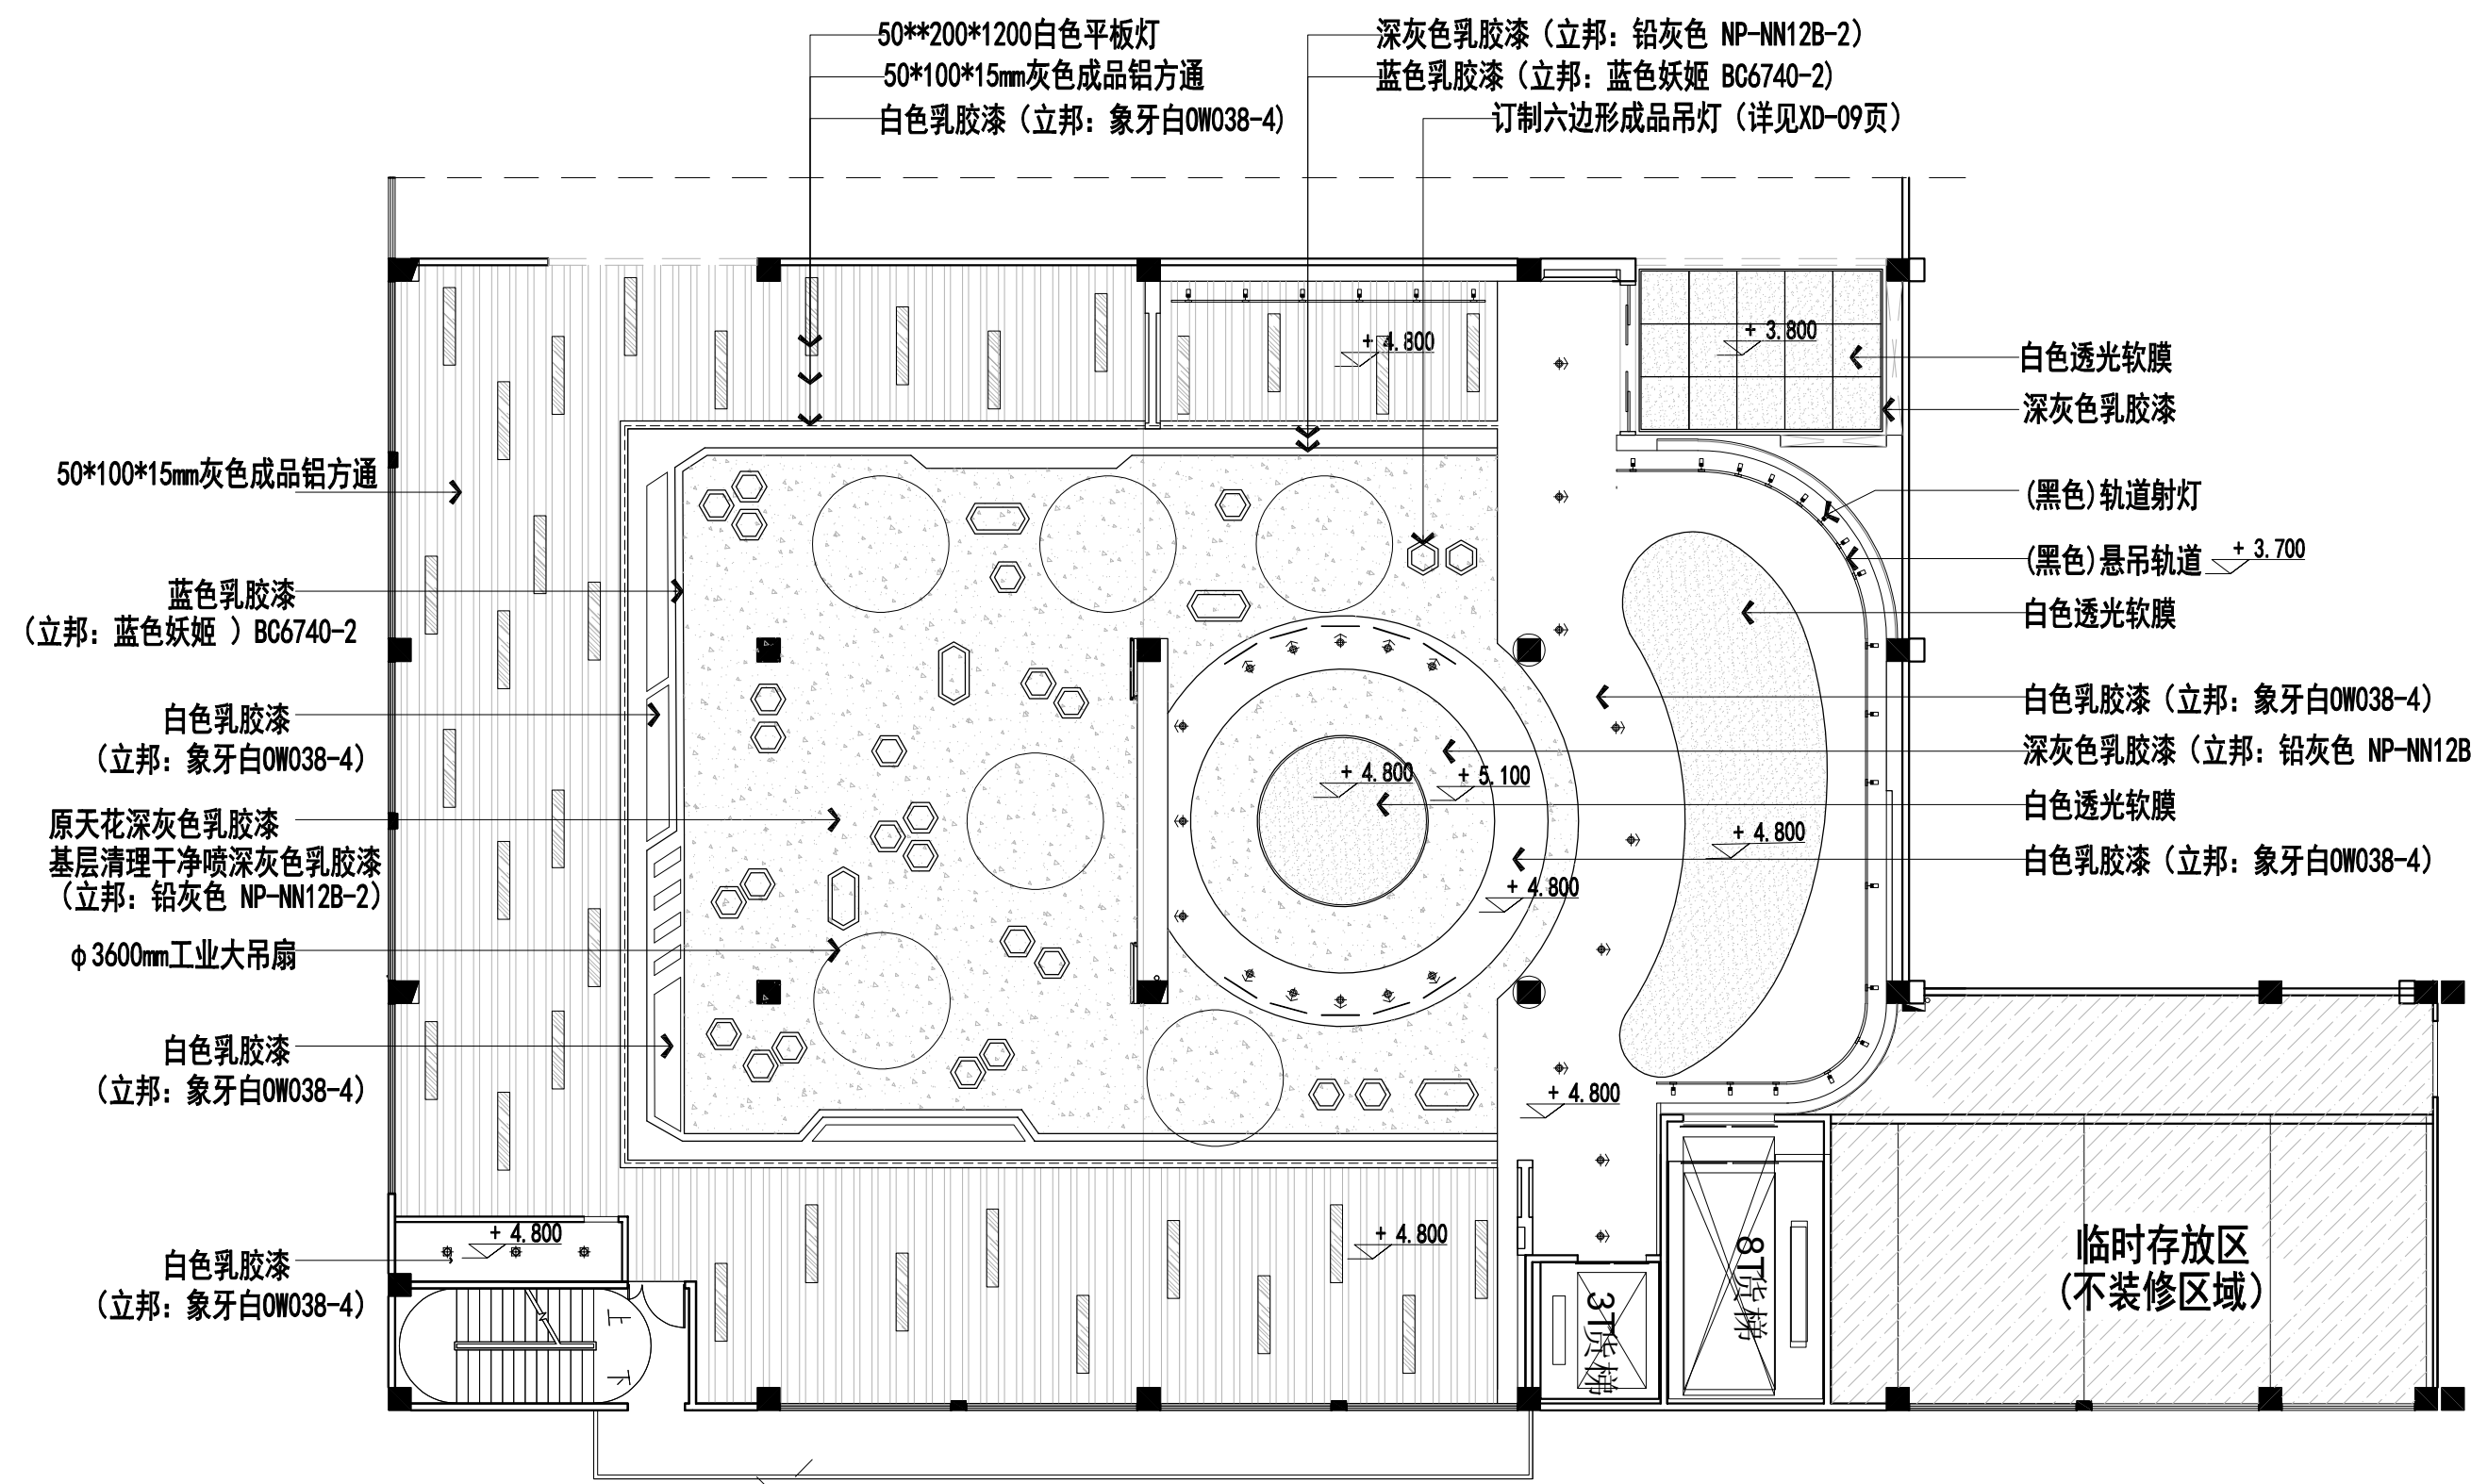 50**200*1200白色平板灯
50*100*15mm灰色成品铝方通
白色乳胶漆（立邦：象牙白OW038-4）
深灰色乳胶漆（立邦：铅灰色 NP-NN12B-2）
蓝色乳胶漆（立邦：蓝色妖姬 BC6740-2)
订制六边形成品吊灯（详见XD-09页）
+ 4.800
+ 3.800
白色透光软膜
深灰色乳胶漆
(黑色)轨道射灯
(黑色)悬吊轨道
+ 3.700
白色透光软膜
白色乳胶漆（立邦：象牙白OW038-4）
深灰色乳胶漆（立邦：铅灰色 NP-NN12B
白色透光软膜
白色乳胶漆（立邦：象牙白OW038-4）
50*100*15mm灰色成品铝方通
蓝色乳胶漆
（立邦：蓝色妖姬 ）BC6740-2
白色乳胶漆
（立邦：象牙白OW038-4）
原天花深灰色乳胶漆
基层清理干净喷深灰色乳胶漆
（立邦：铅灰色 NP-NN12B-2）
φ3600mm工业大吊扇
白色乳胶漆
（立邦：象牙白OW038-4）
白色乳胶漆
（立邦：象牙白OW038-4）
+ 4.800
+ 5.100
+ 4.800
+ 4.800
+ 4.800
+ 4.800
+ 4.800
上
下
3T货梯
8T货梯
临时存放区
(不装修区域)